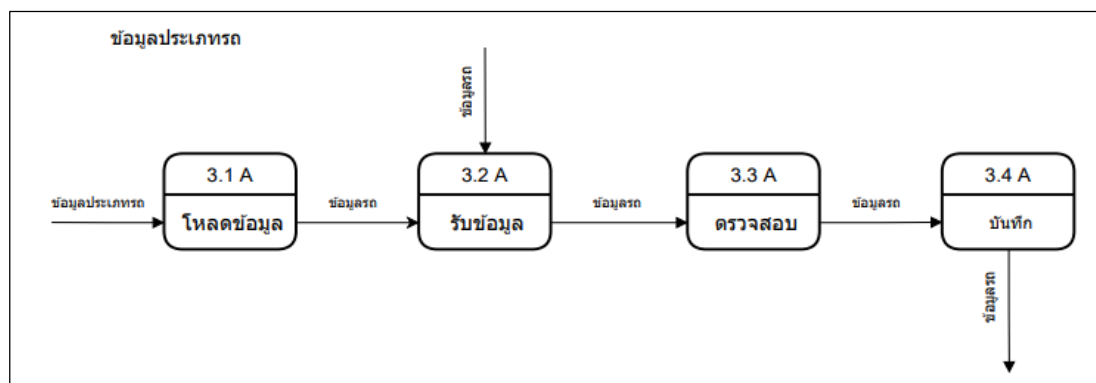 ข้อมูลประเภทรถ
ข้อมูลรถ
3.1 A
3.2 A
3.3 A
3.4 A
ข้อมูลประเภทรถ
โหลดข้อมูล
ข้อมูลรถ
รับข้อมูล
ข้อมูลรถ
ตรวจสอบ
ข้อมูลรถ
บันทึก
ข้อมูลรถ